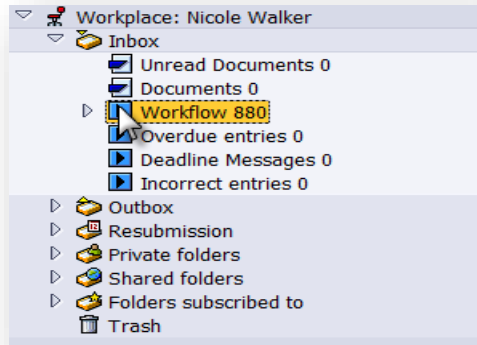 Workplace: Nicole Walker
Inbox
Unread Documents 0
Documents 0
Workflow 880
Overdue entries 0
Deadline Messages 0
Incorrect entries 0
Outbox
Resubmission
Private folders
Shared folders
Folders subscribed to
Trash